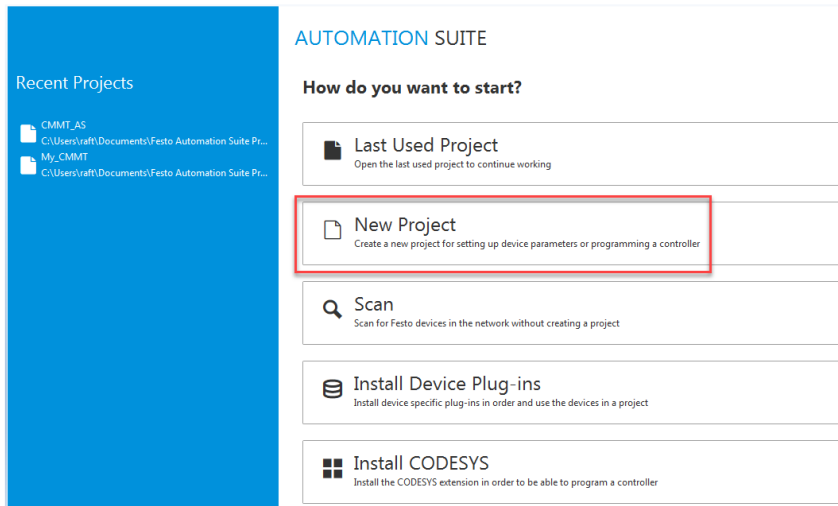 AUTOMATION SUITE
Recent Projects
CMMT_AS
C:\Users\raft\Documents\Festo Automation Suite Pr...
My_CMMT
C:\Users\raft\Documents\Festo Automation Suite Pr...
How do you want to start?
Last Used Project
Open the last used project to continue working
New Project
Create a new project for setting up device parameters or programming a controller
Scan
Scan for Festo devices in the network without creating a project
Install Device Plug-ins
Install device specific plug-ins in order and use the devices in a project
Install CODESYS
Install the CODESYS extension in order to be able to program a controller